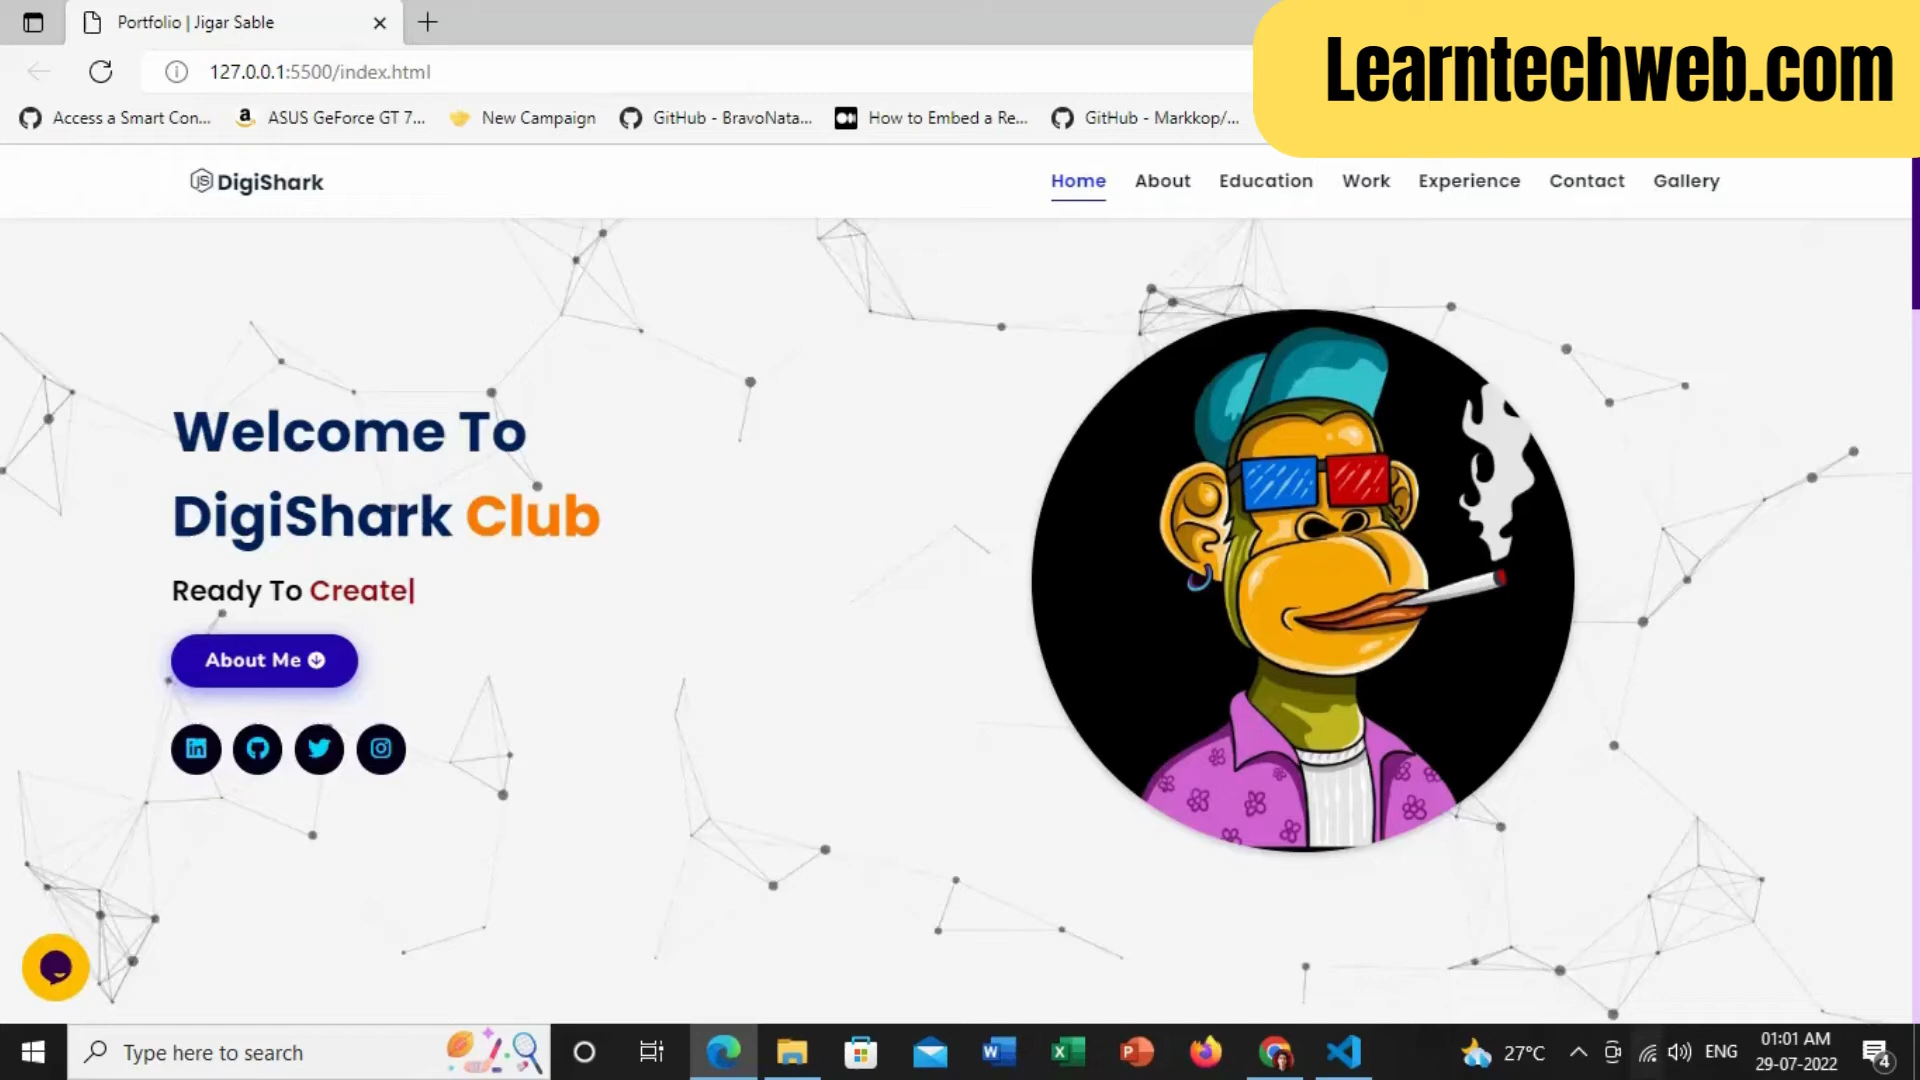 Portfolio | Jigar Sable
Learntechweb.com
127.0.0.1:5500/index.html
Access a Smart Con... ASUS GeForce GT 7... New Campaign GitHub - BravoNata... How to Embed a Re... GitHub - Markkop/...
DigiShark Home About Education Work Experience Contact Gallery
Welcome To
DigiShark Club
Ready To Create|
About Me
Type here to search
27°C ENG
01:01 AM
29-07-2022
4